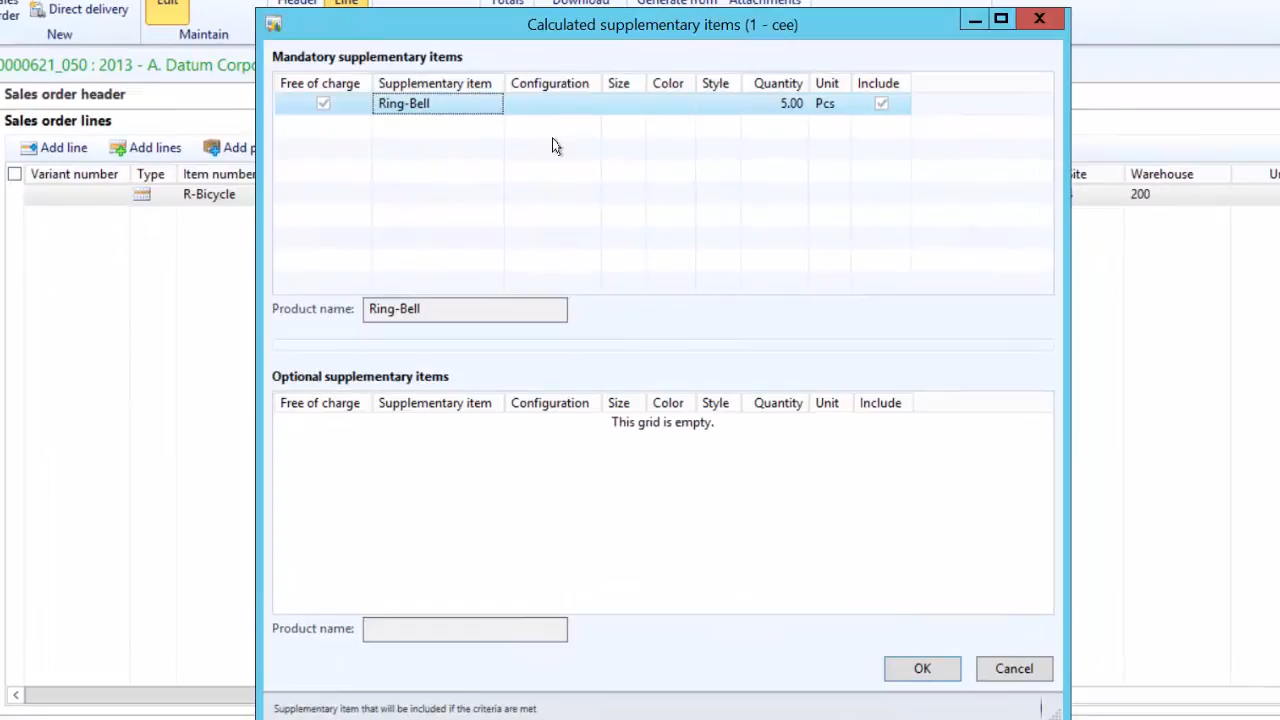 Edit
Header Line Totals Download Generate from Attachments
Direct delivery
New Maintain
0000621_050 : 2013 - A. Datum Corpo
Sales order header
Sales order lines
Add line Add lines Add p
Variant number Type Item number
R-Bicycle
Calculated supplementary items (1 - cee)
X
Mandatory supplementary items
Free of charge Supplementary item Configuration Size Color Style Quantity Unit Include
Ring-Bell 5.00 Pcs
Product name: Ring-Bell
Optional supplementary items
Free of charge Supplementary item Configuration Size Color Style Quantity Unit Include
This grid is empty.
Product name:
OK Cancel
Supplementary item that will be included if the criteria are met
Warehouse
200